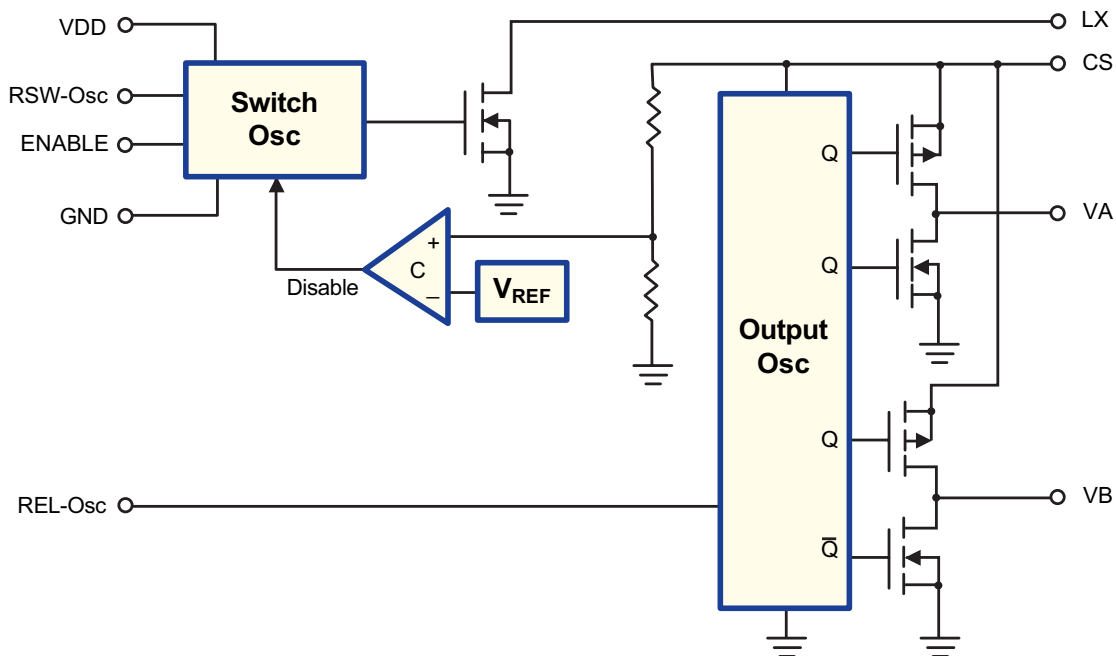 VDD
RSW-Osc
ENABLE
GND
Switch
Osc
Disable
+
C
–
VREF
REL-Osc
Output
Osc
Q
Q
Q
Q̅
LX
CS
VA
VB